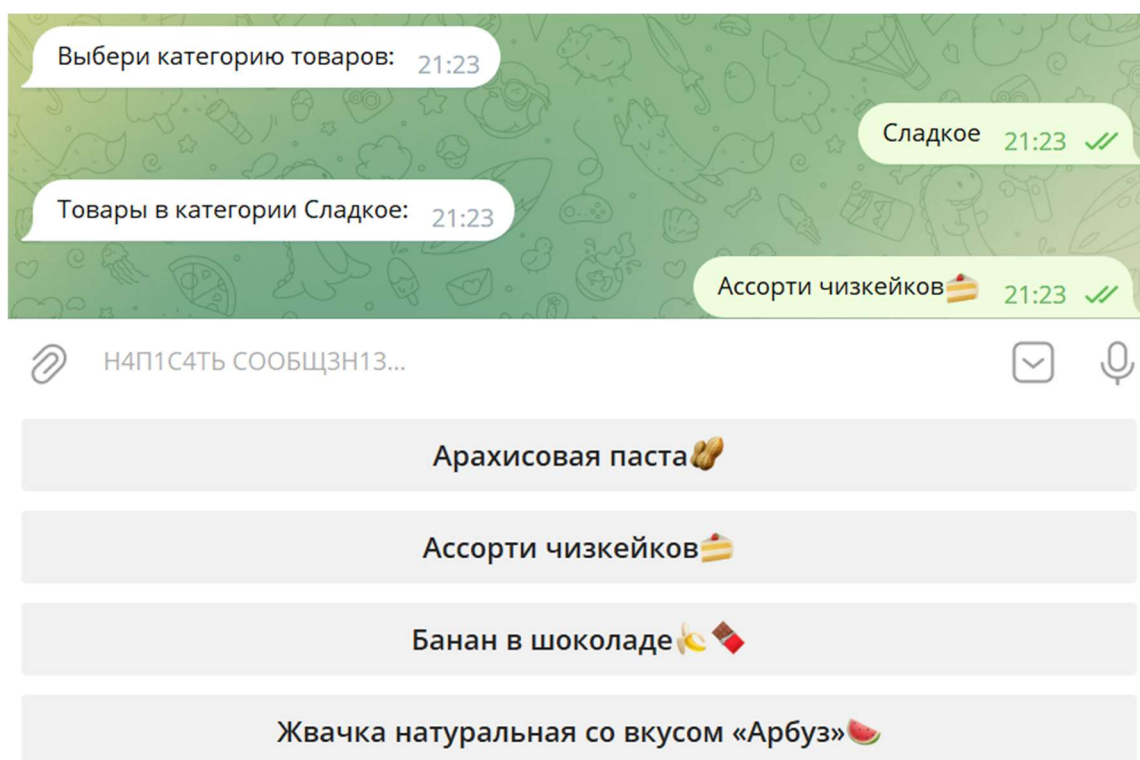 Выбери категорию товаров: 21:23
Сладкое 21:23
Товары в категории Сладкое: 21:23
Ассорти чизкейков🍰 21:23
Н4П1С4ТЬ СООБЩЗН13...
Арахисовая паста🥜
Ассорти чизкейков🍰
Банан в шоколаде🍌🍫
Жвачка натуральная со вкусом «Арбуз»🍉